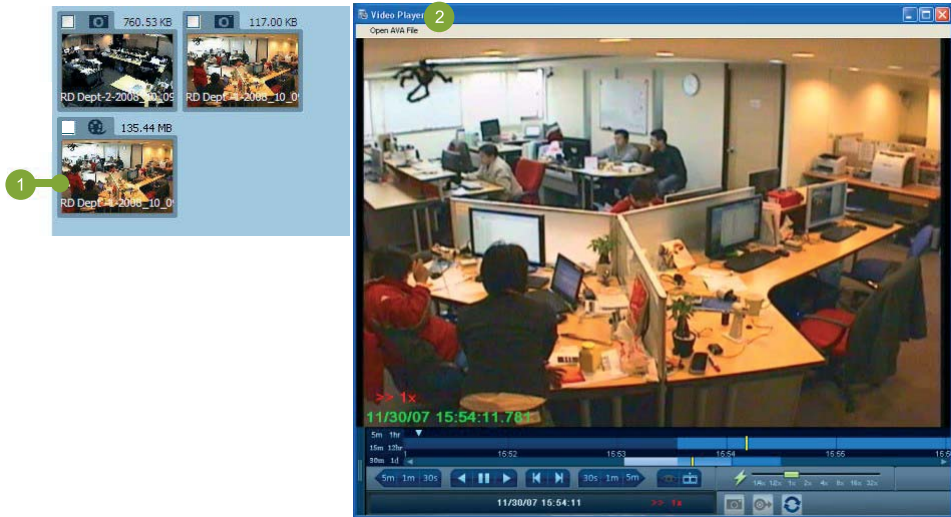 760.53 KB
117.00 KB
RD Dept-2-2008_10_09
RD Dept-1-2008_10_09
135.44 MB
RD Dept-1-2008_10_09
1
Video Player
2
Open AVA File
>> 1x
11/30/07 15:54:11.781
5m 1hr
15m 12hr
30m 1d
15:52
15:53
15:54
15:55
5m 1m 30s
30s 1m 5m
1/4x 1/2x 1x 2x 4x 8x 16x 32x
11/30/07 15:54:11
>> 1x